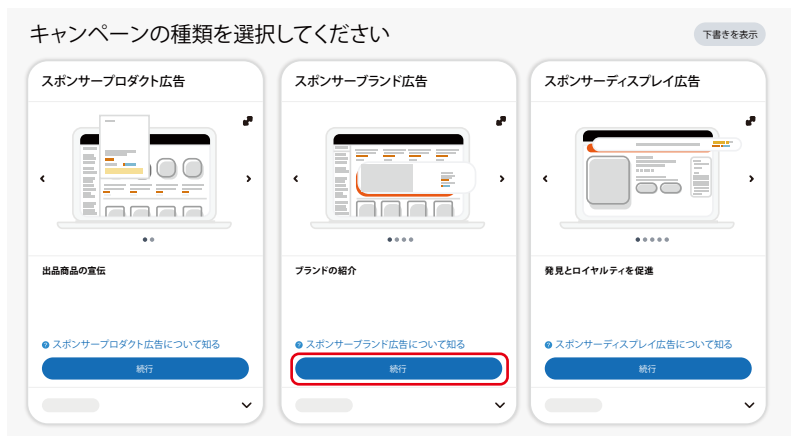 キャンペーンの種類を選択してください
下書きを表示
スポンサープロダクト広告
出品商品の宣伝
スポンサープロダクト広告について知る
続行
スポンサーブランド広告
ブランドの紹介
スポンサーブランド広告について知る
続行
スポンサーディスプレイ広告
発見とロイヤルティを促進
スポンサーディスプレイ広告について知る
続行